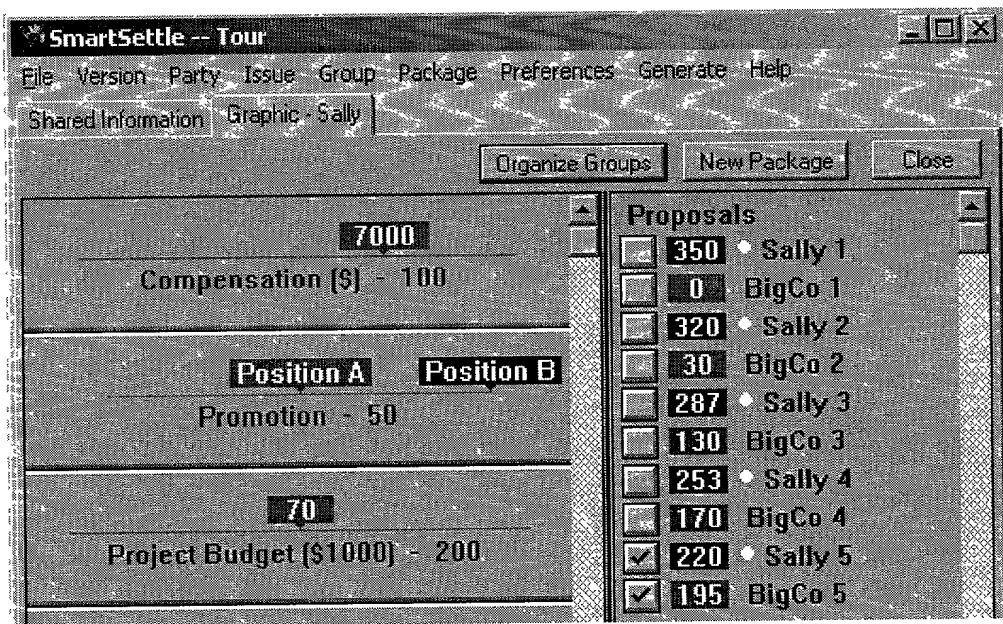 SmartSettle -- Tour
File Version Party Issue Group Package Preferences Generate Help
Shared Information Graphic - Sally
Organize Groups New Package Close
7000
Compensation ($) - 100
Position A Position B
Promotion - 50
70
Project Budget ($1000) - 200
Proposals
350 Sally 1
0 BigCo 1
320 Sally 2
30 BigCo 2
287 Sally 3
130 BigCo 3
253 Sally 4
170 BigCo 4
220 Sally 5
195 BigCo 5